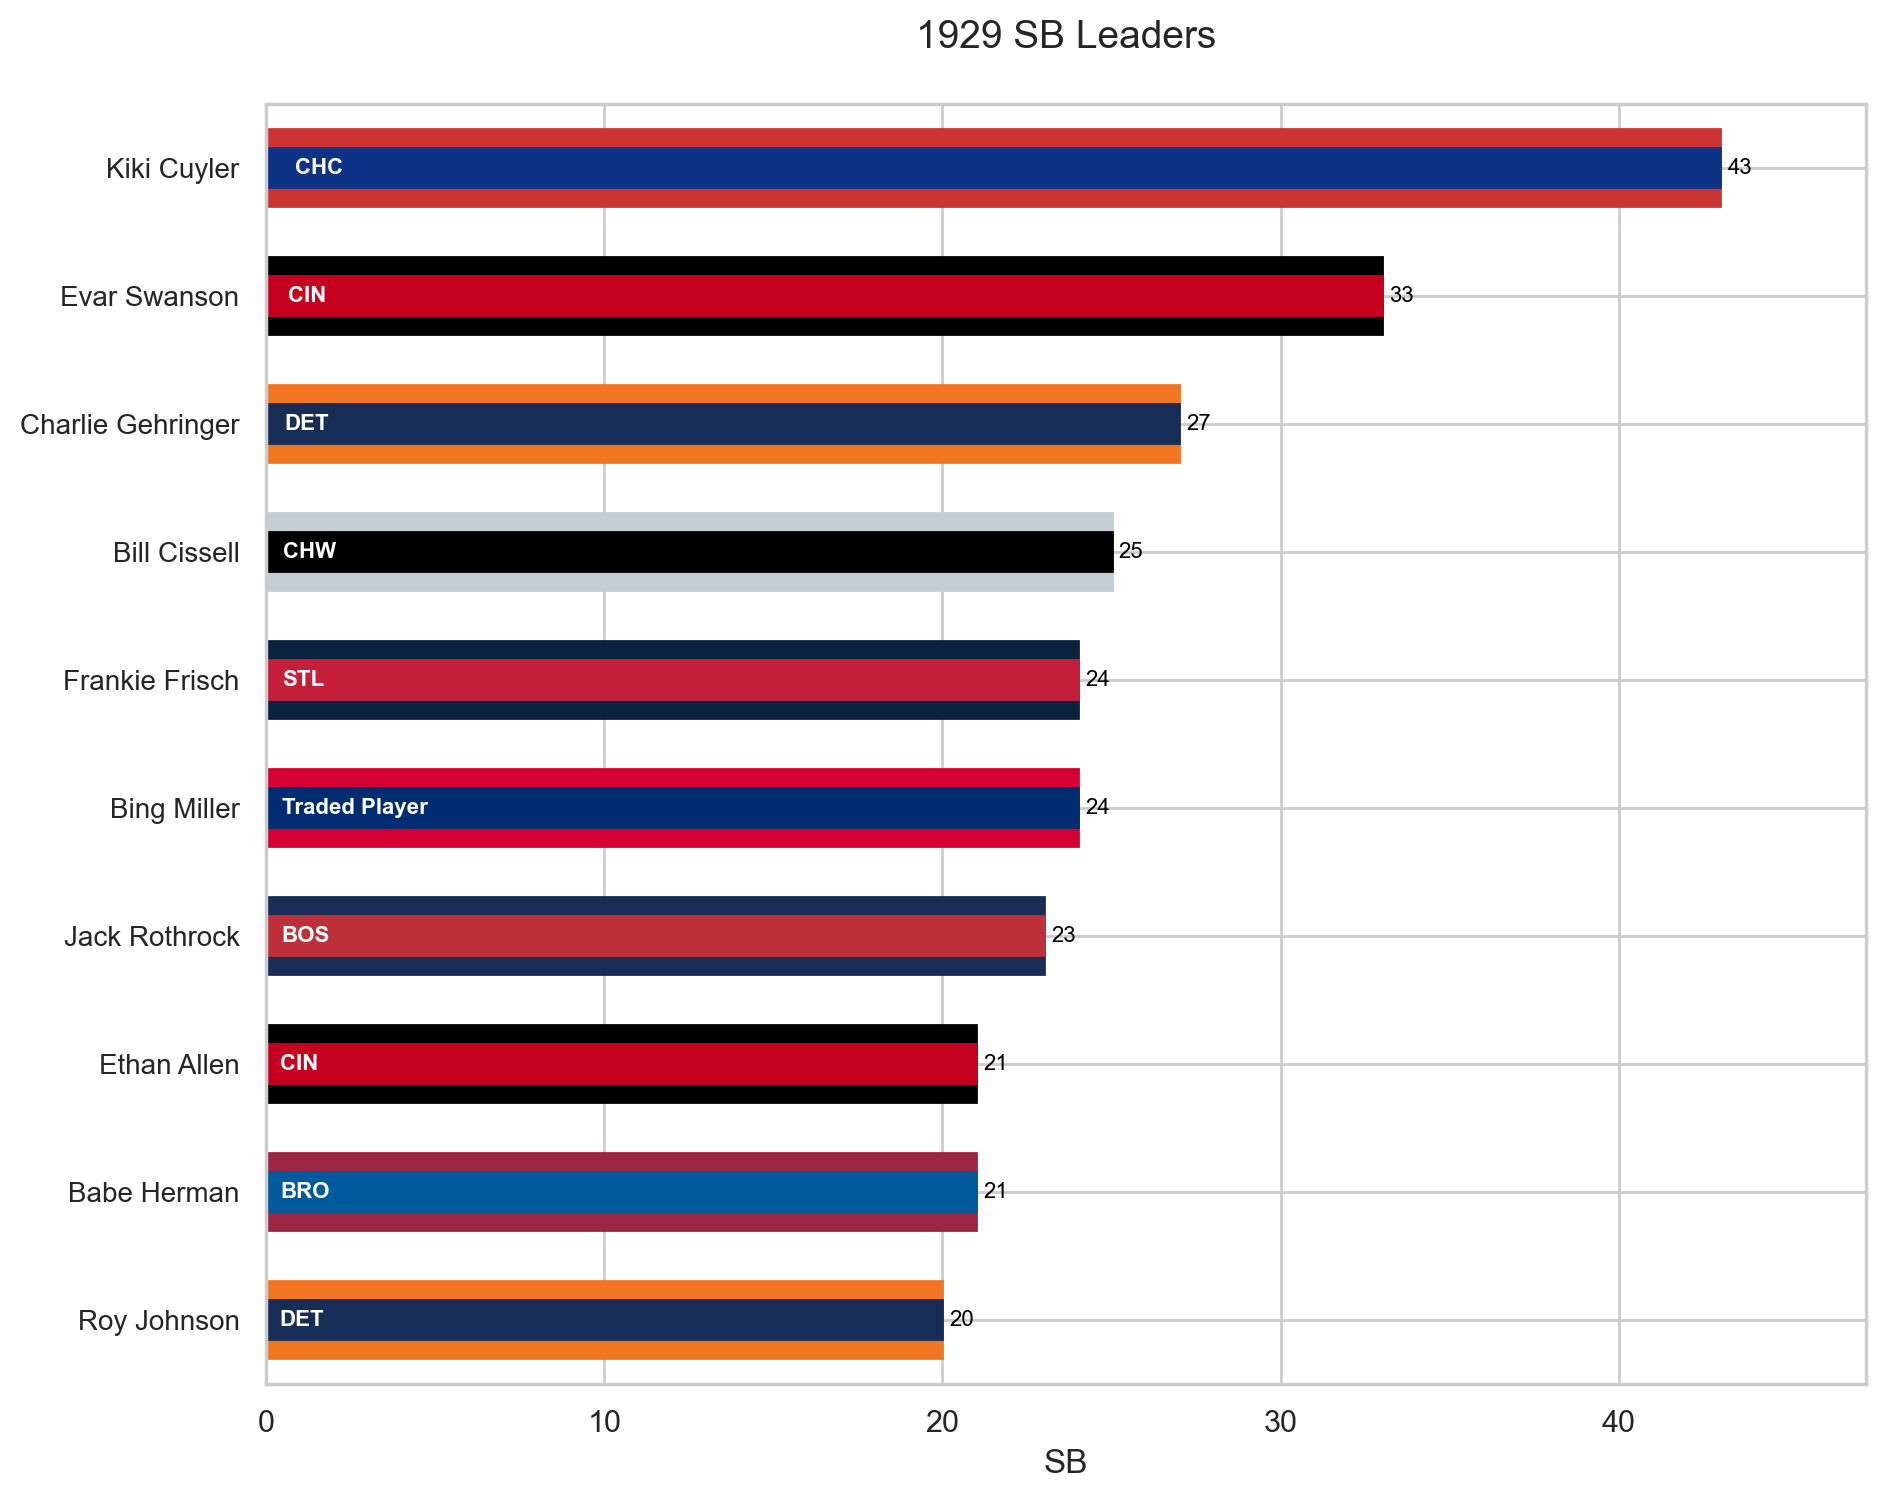 1929 SB Leaders
Kiki Cuyler CHC 43
Evar Swanson CIN 33
Charlie Gehringer DET 27
Bill Cissell CHW 25
Frankie Frisch STL 24
Bing Miller Traded Player 24
Jack Rothrock BOS 23
Ethan Allen CIN 21
Babe Herman BRO 21
Roy Johnson DET 20
0 10 20 30 40
SB